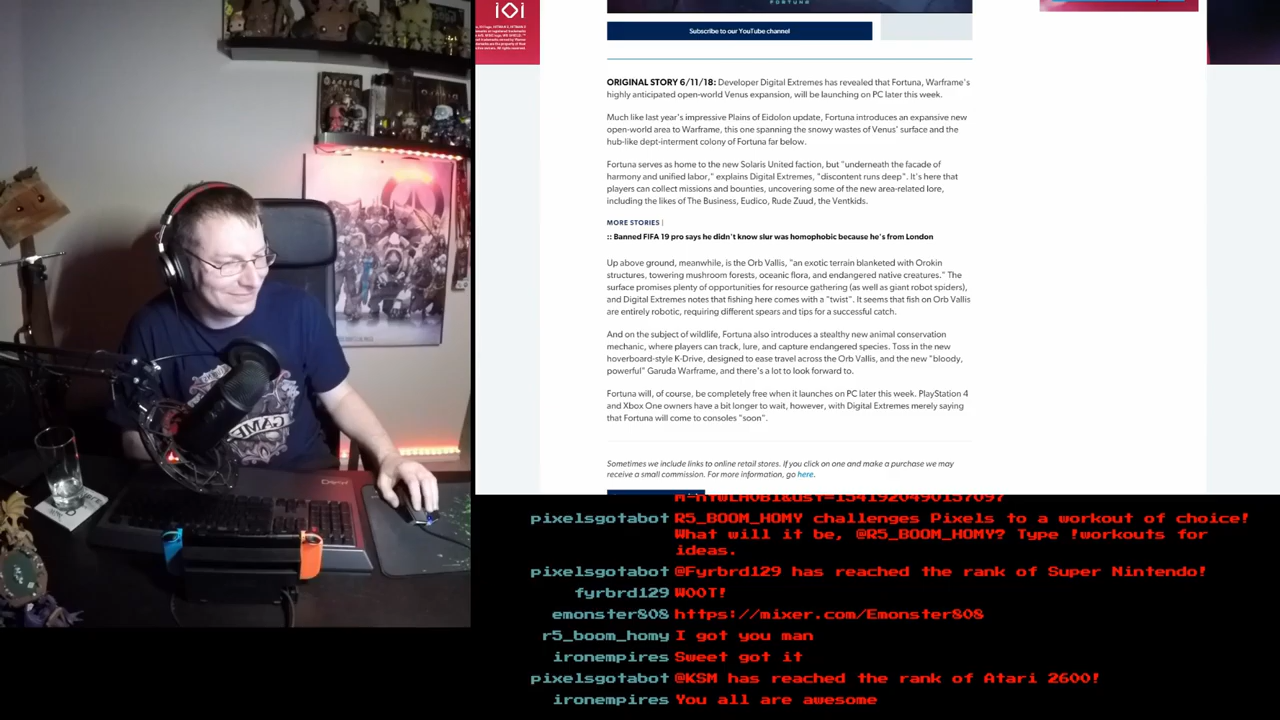 FORTUNA
Subscribe to our YouTube channel
ORIGINAL STORY 6/11/18: Developer Digital Extremes has revealed that Fortuna, Warframe's
highly anticipated open-world Venus expansion, will be launching on PC later this week.
Much like last year's impressive Plains of Eidolon update, Fortuna introduces an expansive new
open-world area to Warframe, this one spanning the snowy wastes of Venus' surface and the
hub-like dept-interment colony of Fortuna far below.
Fortuna serves as home to the new Solaris United faction, but "underneath the facade of
harmony and unified labor," explains Digital Extremes, "discontent runs deep". It's here that
players can collect missions and bounties, uncovering some of the new area-related lore,
including the likes of The Business, Eudico, Rude Zuud, the Ventkids.
MORE STORIES |
:: Banned FIFA 19 pro says he didn't know slur was homophobic because he's from London
Up above ground, meanwhile, is the Orb Vallis, "an exotic terrain blanketed with Orokin
structures, towering mushroom forests, oceanic flora, and endangered native creatures." The
surface promises plenty of opportunities for resource gathering (as well as giant robot spiders),
and Digital Extremes notes that fishing here comes with a "twist". It seems that fish on Orb Vallis
are entirely robotic, requiring different spears and tips for a successful catch.
And on the subject of wildlife, Fortuna also introduces a stealthy new animal conservation
mechanic, where players can track, lure, and capture endangered species. Toss in the new
hoverboard-style K-Drive, designed to ease travel across the Orb Vallis, and the new "bloody,
powerful" Garuda Warframe, and there's a lot to look forward to.
Fortuna will, of course, be completely free when it launches on PC later this week. PlayStation 4
and Xbox One owners have a bit longer to wait, however, with Digital Extremes merely saying
that Fortuna will come to consoles "soon".
Sometimes we include links to online retail stores. If you click on one and make a purchase we may
receive a small commission. For more information, go here.
pixelsgotabot R5_BOOM_HOMY challenges Pixels to a workout of choice!
What will it be, @R5_BOOM_HOMY? Type !workouts for
ideas.
pixelsgotabot @Fyrbrd129 has reached the rank of Super Nintendo!
fyrbrd129 WOOT!
emonster808 https://mixer.com/Emonster808
r5_boom_homy I got you man
ironempires Sweet got it
pixelsgotabot @KSM has reached the rank of Atari 2600!
ironempires You all are awesome